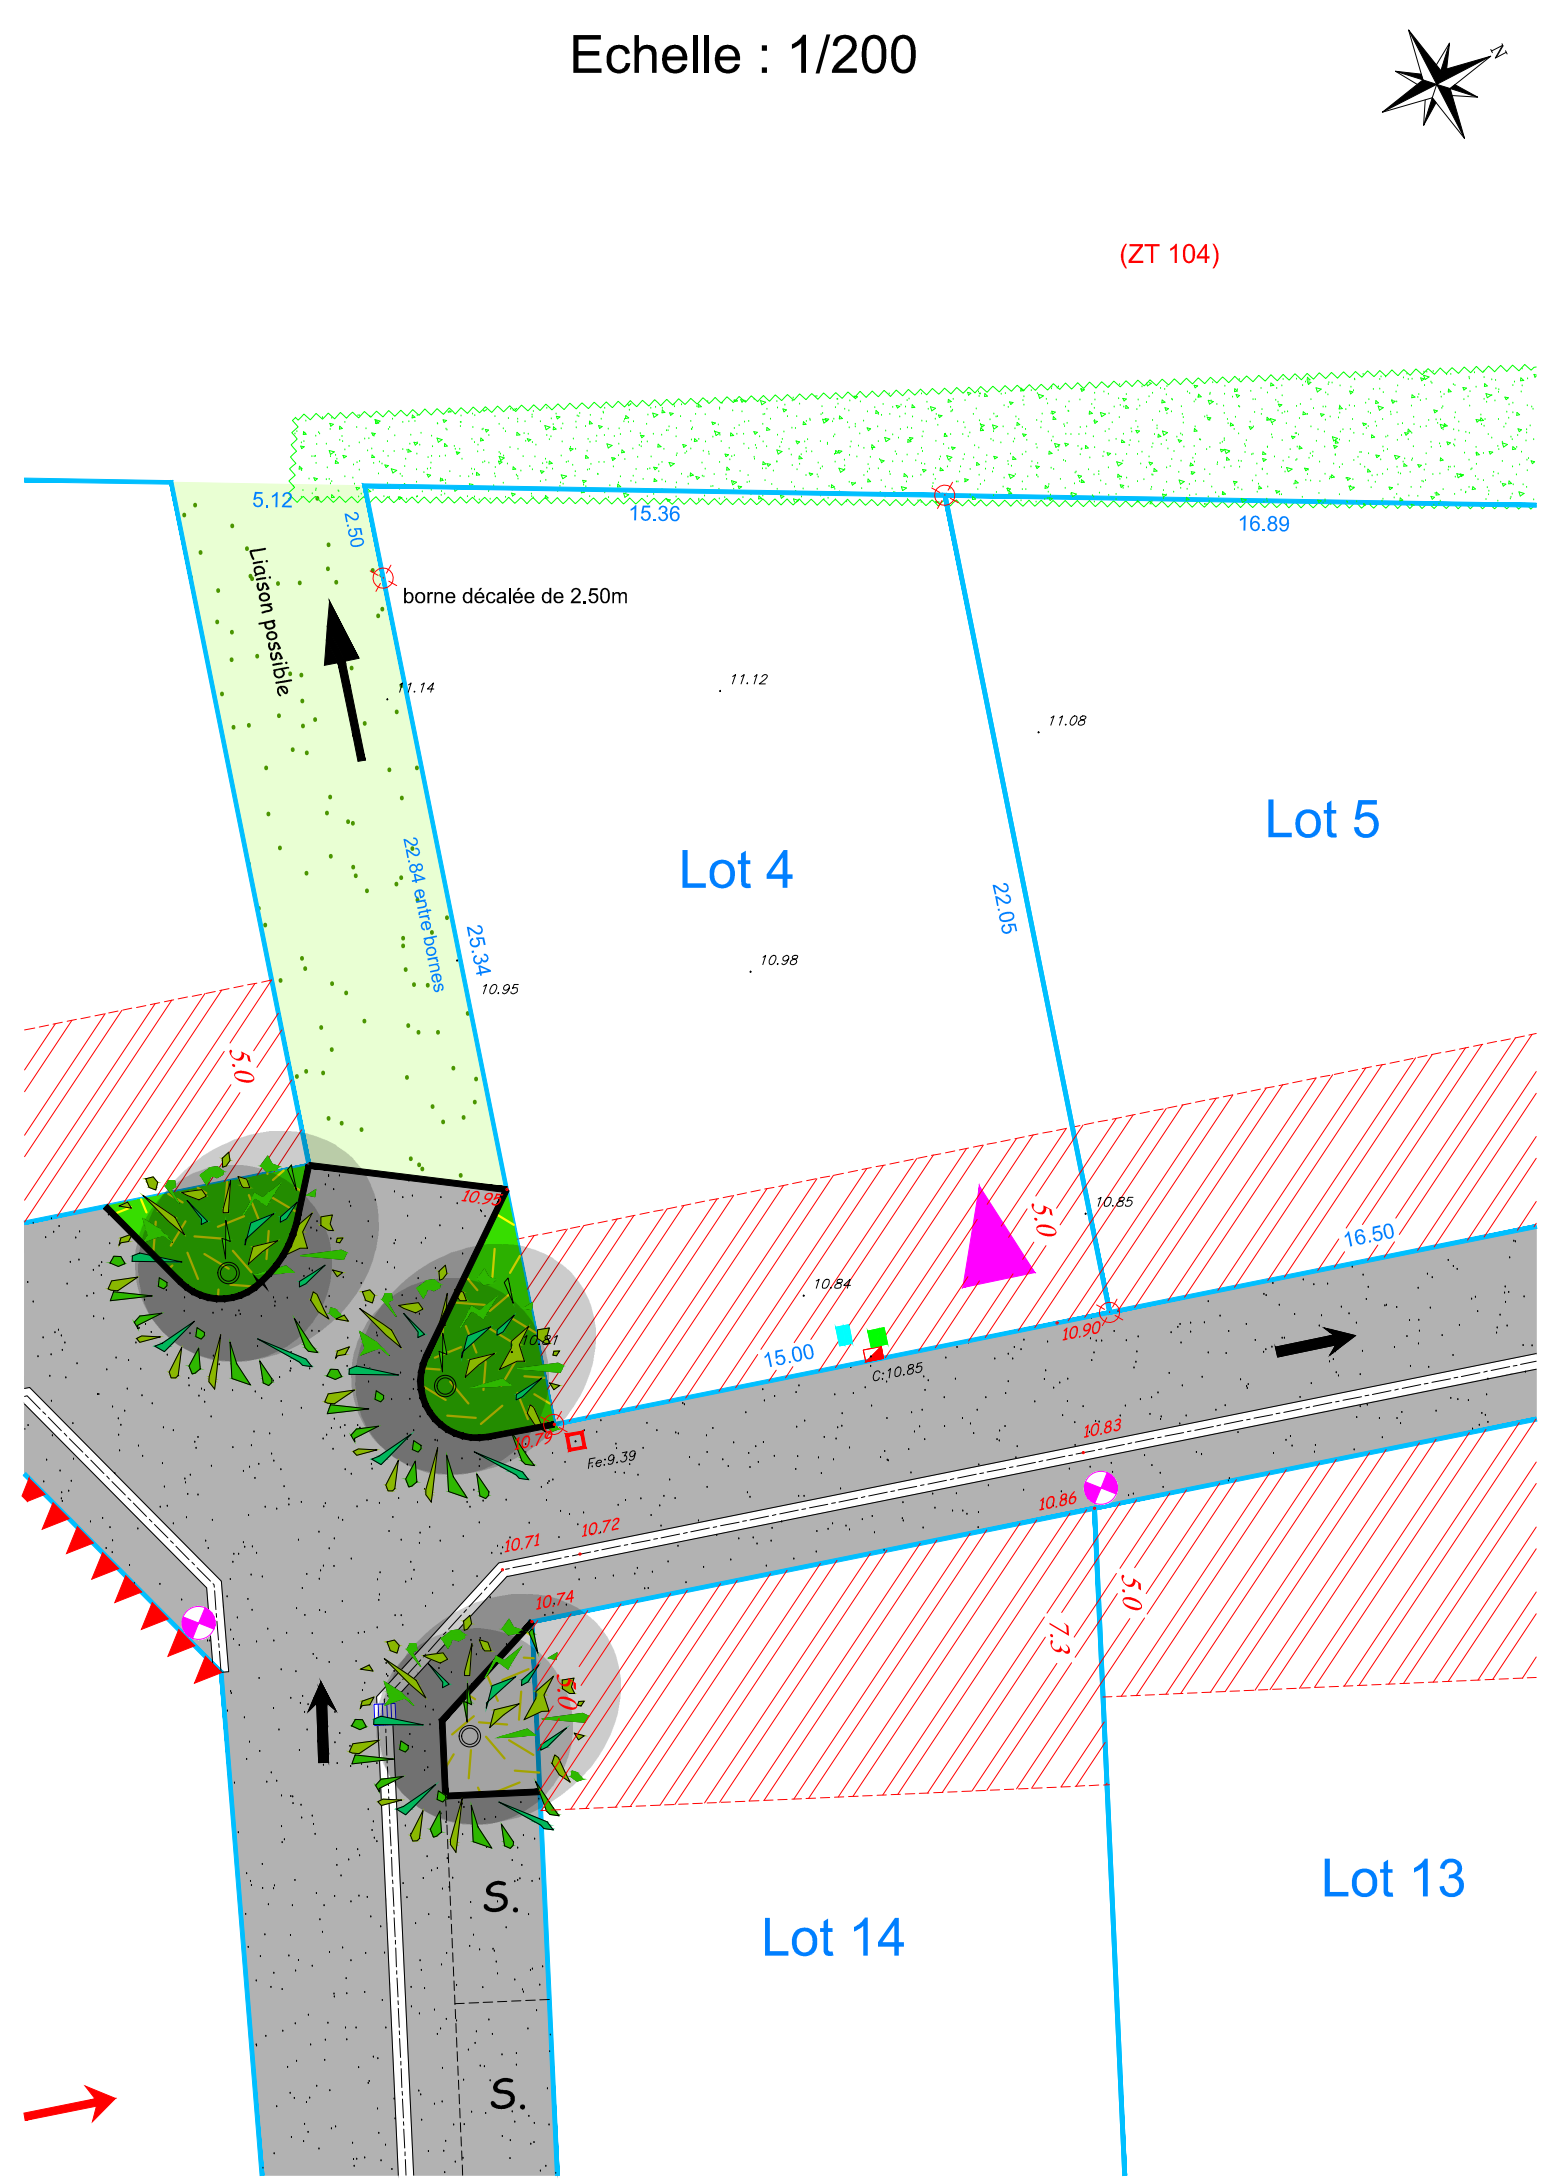 Echelle : 1/200
N
(ZT 104)
5.12
2.50
15.36
16.89
Liaison possible
borne décalée de 2.50m
11.14
11.12
11.08
Lot 5
Lot 4
22.84 entre bornes
25.34
22.05
10.95
10.98
5.0
10.95
5.0
10.85
16.50
10.84
10.81
15.00
10.90
C:10.85
10.79
Fe:9.39
10.83
10.86
10.71
10.72
10.74
5.0
7.3
5.0
S.
Lot 13
Lot 14
S.